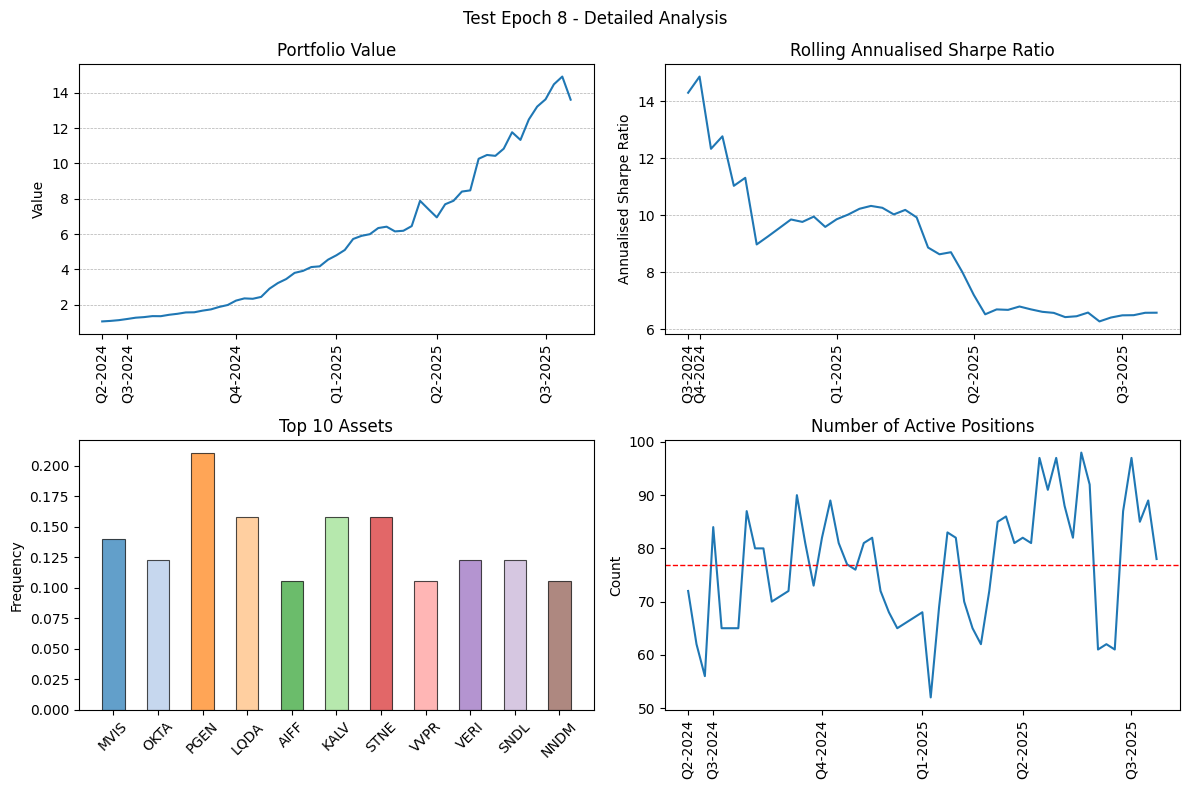 Test Epoch 8 - Detailed Analysis
Portfolio Value
Value
14
12
10
8
6
4
2
Q2-2024
Q3-2024
Q4-2024
Q1-2025
Q2-2025
Q3-2025
Rolling Annualised Sharpe Ratio
Annualised Sharpe Ratio
14
12
10
8
6
Q3-2024
Q4-2024
Q1-2025
Q2-2025
Q3-2025
Top 10 Assets
Frequency
0.200
0.175
0.150
0.125
0.100
0.075
0.050
0.025
0.000
MVIS
OKTA
PGEN
LQDA
AIFF
KALV
STNE
VVPR
VERI
SNDL
NNDM
Number of Active Positions
Count
100
90
80
70
60
50
Q2-2024
Q3-2024
Q4-2024
Q1-2025
Q2-2025
Q3-2025